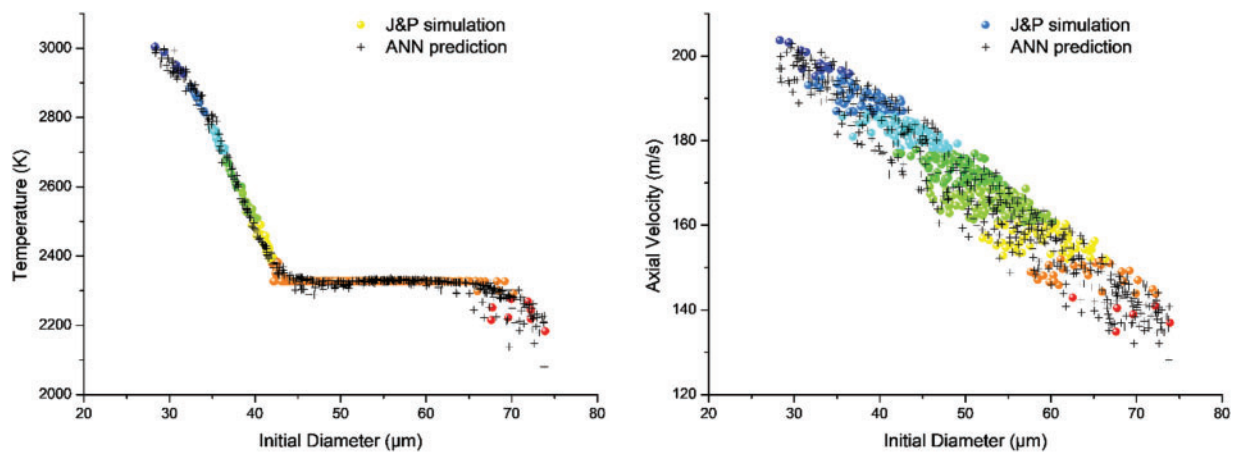 J&P simulation
ANN prediction
3000
2800
2600
2400
2200
2000
Temperature (K)
20 30 40 50 60 70 80
Initial Diameter (µm)
J&P simulation
ANN prediction
200
180
160
140
120
Axial Velocity (m/s)
20 30 40 50 60 70 80
Initial Diameter (µm)